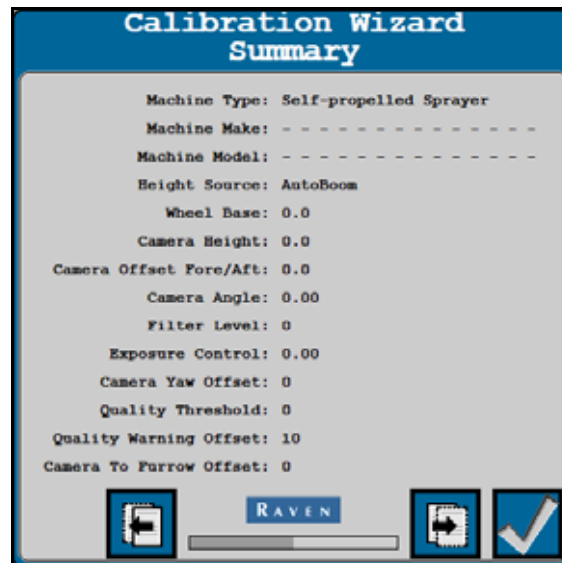 Calibration Wizard
Summary
Machine Type: Self-propelled Sprayer
Machine Make: - - - - - - - - - - - - - -
Machine Model: - - - - - - - - - - - - - -
Height Source: AutoBoom
Wheel Base: 0.0
Camera Height: 0.0
Camera Offset Fore/Aft: 0.0
Camera Angle: 0.00
Filter Level: 0
Exposure Control: 0.00
Camera Yaw Offset: 0
Quality Threshold: 0
Quality Warning Offset: 10
Camera To Furrow Offset: 0
RAVEN